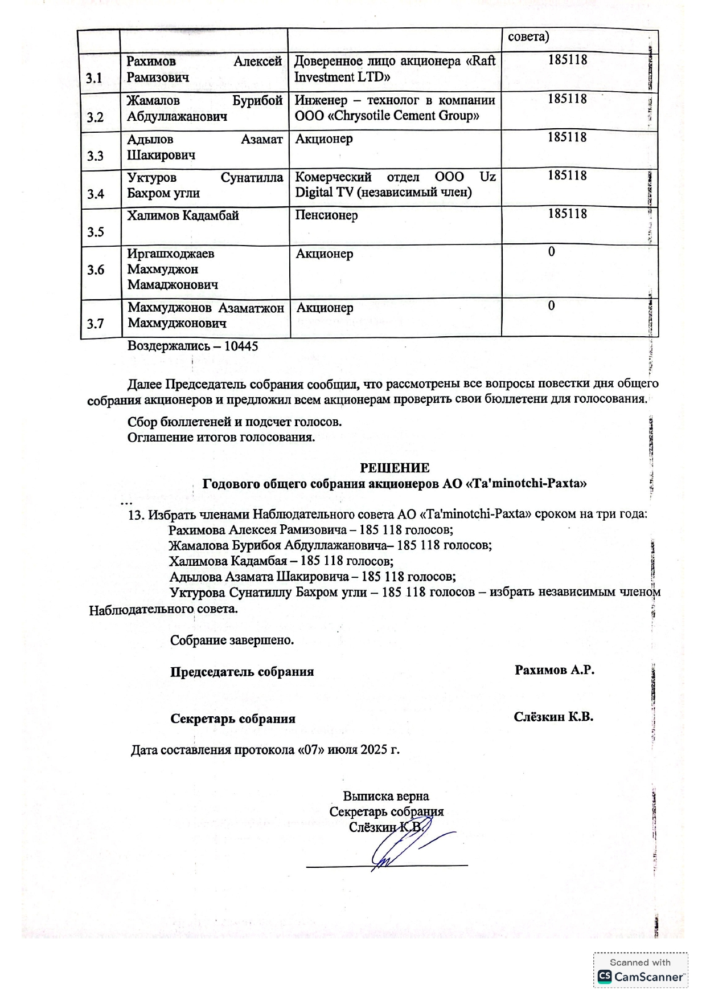 совета)
3.1
Рахимов Алексей
Рамизович
Доверенное лицо акционера «Raft
Investment LTD»
185118
3.2
Жамалов Бурибой
Абдуллажанович
Инженер – технолог в компании
ООО «Chrysotile Cement Group»
185118
3.3
Адылов Азамат
Шакирович
Акционер
185118
3.4
Уктуров Сунатилла
Бахром угли
Комерческий отдел ООО Uz
Digital TV (независимый член)
185118
3.5
Халимов Кадамбай
Пенсионер
185118
3.6
Иргашходжаев
Махмуджон
Мамаджонович
Акционер
0
3.7
Махмуджонов Азаматжон
Махмуджонович
Акционер
0
Воздержались – 10445
Далее Председатель собрания сообщил, что рассмотрены все вопросы повестки дня общего
собрания акционеров и предложил всем акционерам проверить свои бюллетени для голосования.
Сбор бюллетеней и подсчет голосов.
Оглашение итогов голосования.
РЕШЕНИЕ
Годового общего собрания акционеров АО «Ta'minotchi-Paxta»
...
13. Избрать членами Наблюдательного совета АО «Ta'minotchi-Paxta» сроком на три года:
Рахимова Алексея Рамизовича – 185 118 голосов;
Жамалова Бурибоя Абдуллажановича– 185 118 голосов;
Халимова Кадамбая – 185 118 голосов;
Адылова Азамата Шакировича – 185 118 голосов;
Уктурова Сунатиллу Бахром угли – 185 118 голосов – избрать независимым членом
Наблюдательного совета.
Собрание завершено.
Председатель собрания Рахимов А.Р.
Секретарь собрания Слёзкин К.В.
Дата составления протокола «07» июля 2025 г.
Выписка верна
Секретарь собрания
Слёзкин К.В.
Scanned with
CS CamScanner